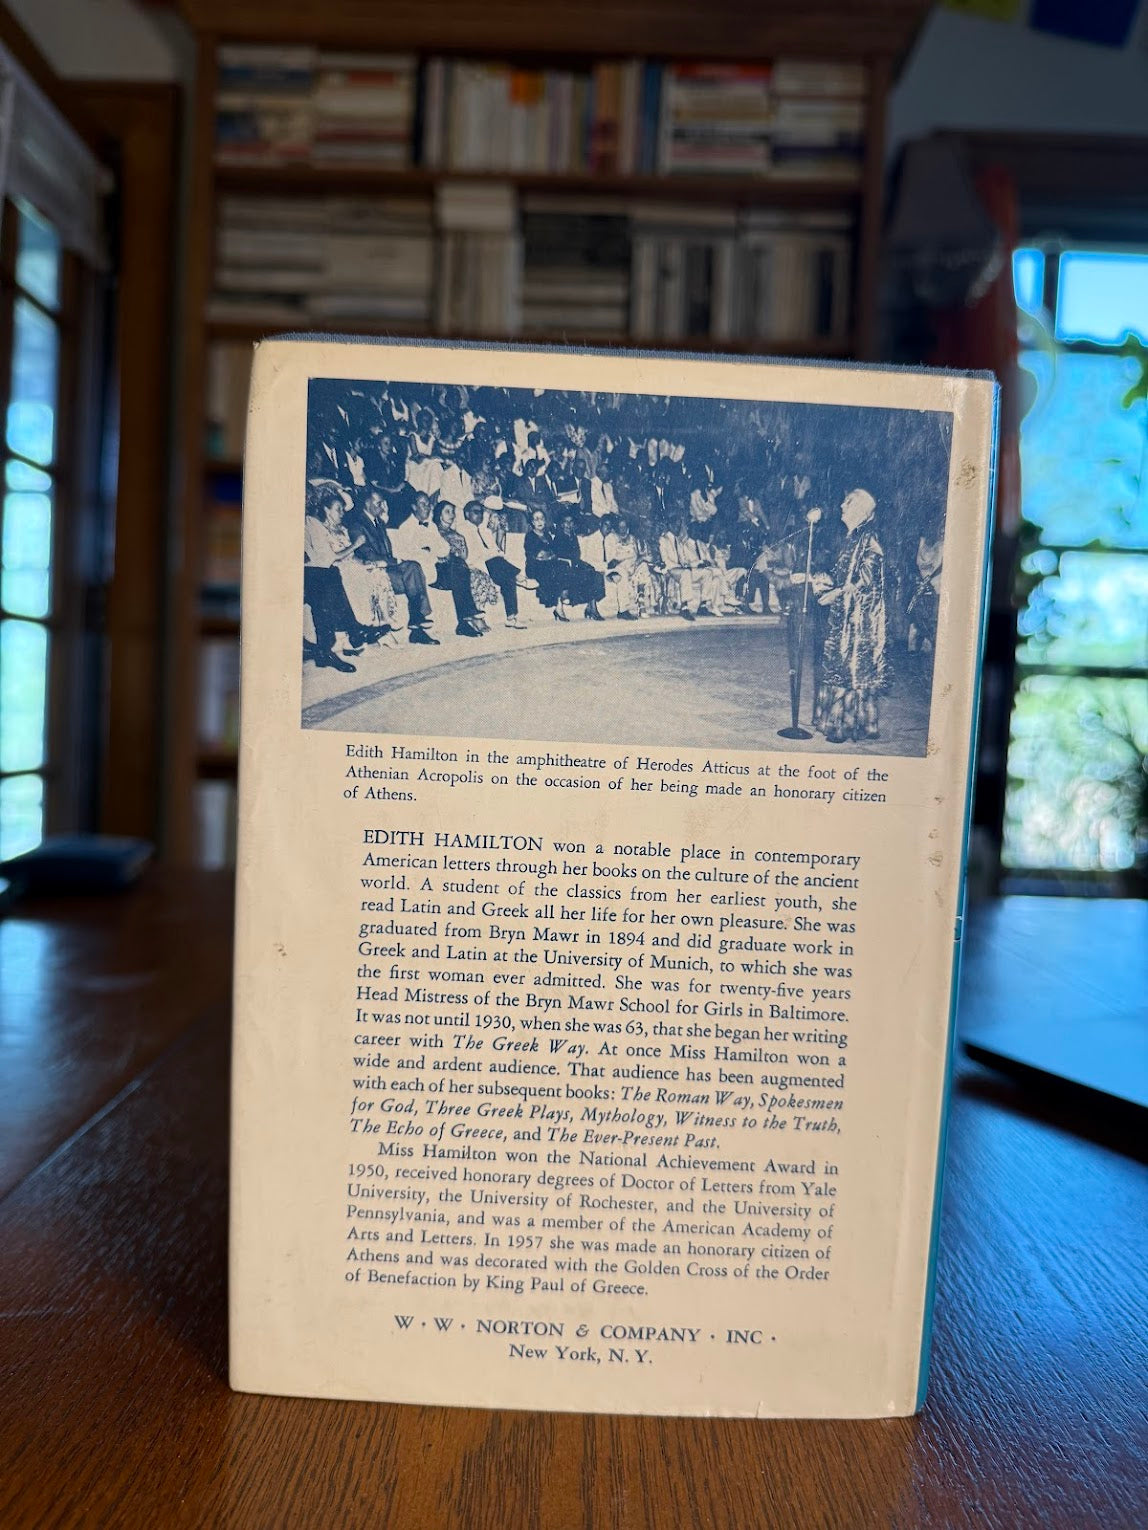 Edith Hamilton in the amphitheatre of Herodes Atticus at the foot of the
Athenian Acropolis on the occasion of her being made an honorary citizen
of Athens.
EDITH HAMILTON won a notable place in contemporary
American letters through her books on the culture of the ancient
world. A student of the classics from her earliest youth, she
read Latin and Greek all her life for her own pleasure. She was
graduated from Bryn Mawr in 1894 and did graduate work in
Greek and Latin at the University of Munich, to which she was
the first woman ever admitted. She was for twenty-five years
Head Mistress of the Bryn Mawr School for Girls in Baltimore.
It was not until 1930, when she was 63, that she began her writing
career with The Greek Way. At once Miss Hamilton won a
wide and ardent audience. That audience has been augmented
with each of her subsequent books: The Roman Way, Spokesmen
for God, Three Greek Plays, Mythology, Witness to the Truth,
The Echo of Greece, and The Ever-Present Past.
Miss Hamilton won the National Achievement Award in
1950, received honorary degrees of Doctor of Letters from Yale
University, the University of Rochester, and the University of
Pennsylvania, and was a member of the American Academy of
Arts and Letters. In 1957 she was made an honorary citizen of
Athens and was decorated with the Golden Cross of the Order
of Benefaction by King Paul of Greece.
W · W · NORTON & COMPANY · INC ·
New York, N. Y.